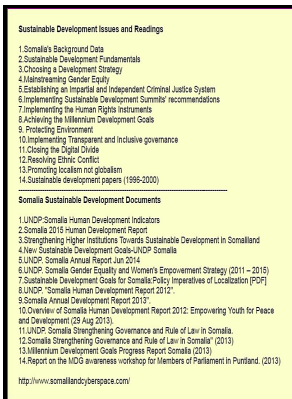 Sustainable Development Issues and Readings
1.Somalia's Background Data
2.Sustainable Development Fundamentals
3.Choosing a Development Strategy
4.Mainstreaming Gender Equity
5.Establishing an Impartial and Independent Criminal Justice System
6.Implementing Sustainable Development Summits' recommendations
7.Implementing the Human Rights Instruments
8.Achieving the Millennium Development Goals
9. Protecting Environment
10.Implementing Transparent and Inclusive governance
11.Closing the Digital Divide
12.Resolving Ethnic Conflict
13.Promoting localism not globalism
14.Sustainable development papers (1996-2000)
Somalia Sustainable Development Documents
1.UNDP:Somalia Human Development Indicators
2.Somalia 2015 Human Development Report
3.Strengthening Higher Institutions Towards Sustainable Development in Somaliland
4.New Sustainable Development Goals-UNDP Somalia
5.UNDP. Somalia Annual Report Jun 2014
6.UNDP. Somalia Gender Equality and Women's Empowerment Strategy (2011 – 2015)
7.Sustainable Development Goals for Somalia:Policy Imperatives of Localization [PDF]
8.UNDP. "Somalia Human Development Report 2012".
9.Somalia Annual Development Report 2013".
10.Overview of Somalia Human Development Report 2012: Empowering Youth for Peace
and Development (29 Aug 2013).
11.UNDP. Somalia Strengthening Governance and Rule of Law in Somalia.
12.Somalia Strengthening Governance and Rule of Law in Somalia" (2013)
13.Millennium Development Goals Progress Report Somalia (2013)
14.Report on the MDG awareness workshop for Members of Parliament in Puntland. (2013)
http://www.somalilandcyberspace.com/